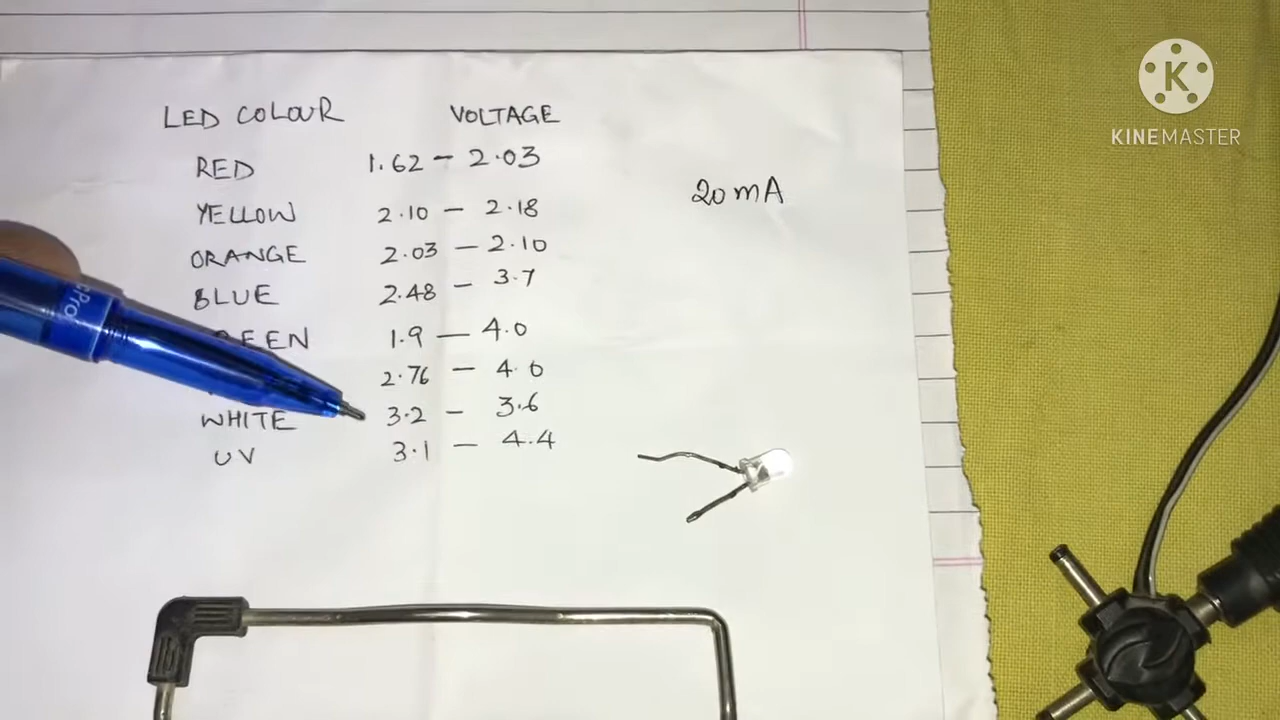 LED COLOUR VOLTAGE
RED 1.62 - 2.03
YELLOW 2.10 - 2.18
ORANGE 2.03 - 2.10
BLUE 2.48 - 3.7
EEN 1.9 - 4.0
2.76 - 4.0
WHITE 3.2 - 3.6
UV 3.1 - 4.4
20mA
K
KINEMASTER